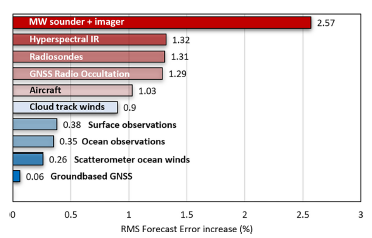 MW sounder + imager 2.57
Hyperspectral IR 1.32
Radiosondes 1.31
GNSS Radio Occultation 1.29
Aircraft 1.03
Cloud track winds 0.9
0.38 Surface observations
0.35 Ocean observations
0.26 Scatterometer ocean winds
0.06 Groundbased GNSS
0 0.5 1 1.5 2 2.5 3
RMS Forecast Error increase (%)